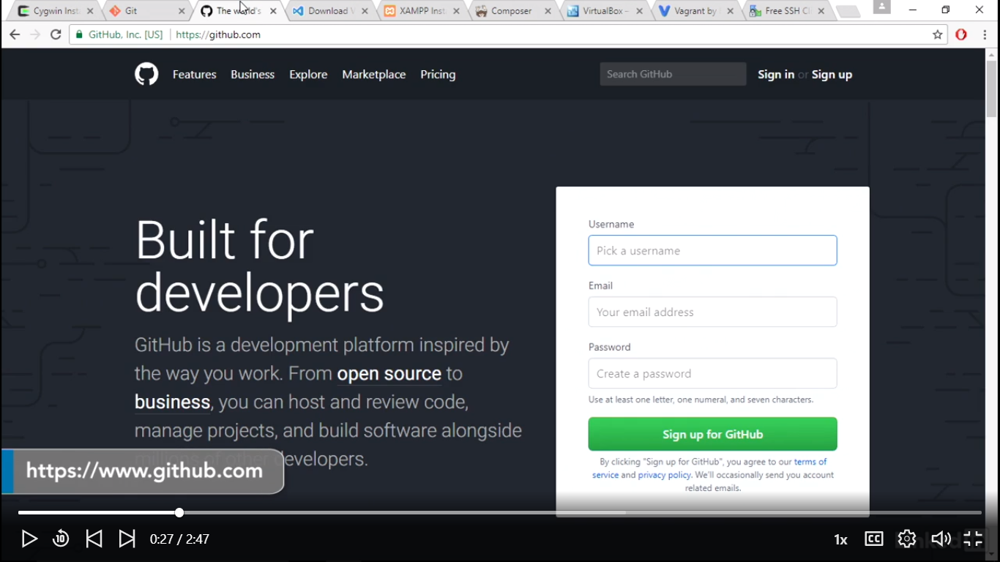 Cygwin Inst
Git
The world's
Download V
XAMPP Inst
Composer
VirtualBox –
Vagrant by
Free SSH Cl
GitHub, Inc. [US]
https://github.com
Features
Business
Explore
Marketplace
Pricing
Search GitHub
Sign in or Sign up
Built for
developers
GitHub is a development platform inspired by
the way you work. From open source to
business, you can host and review code,
manage projects, and build software alongside
millions of other developers.
Username
Pick a username
Email
Your email address
Password
Create a password
Use at least one letter, one numeral, and seven characters.
Sign up for GitHub
By clicking "Sign up for GitHub", you agree to our terms of
service and privacy policy. We'll occasionally send you account
related emails.
https://www.github.com
10
0:27 / 2:47
1x
CC